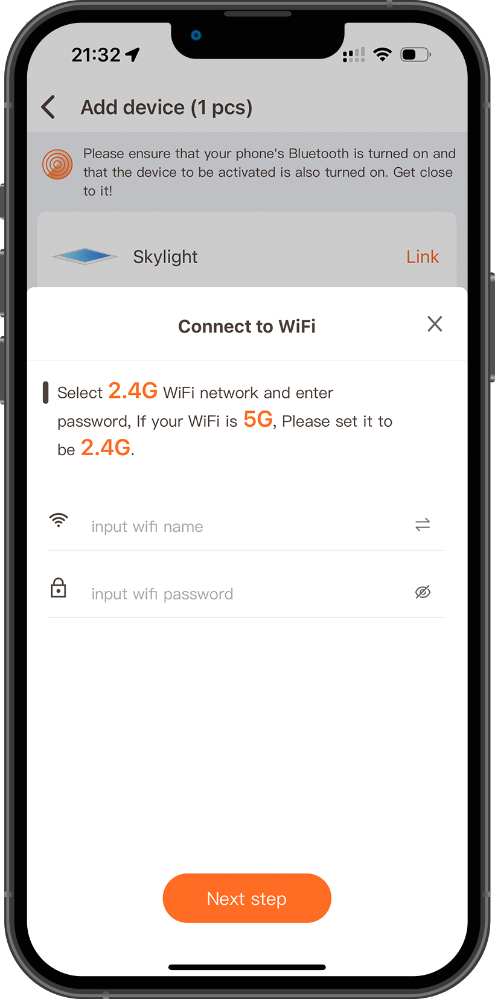 21:32
Add device (1 pcs)
Please ensure that your phone's Bluetooth is turned on and
that the device to be activated is also turned on. Get close
to it!
Skylight
Link
Connect to WiFi
Select 2.4G WiFi network and enter
password, If your WiFi is 5G, Please set it to
be 2.4G.
input wifi name
input wifi password
Next step